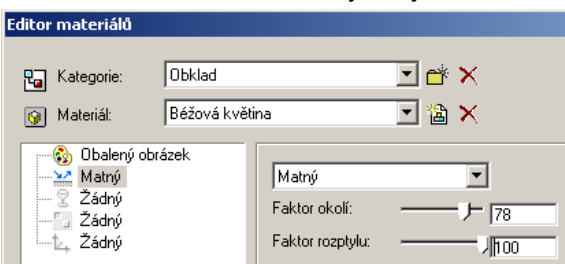 Editor materiálů
Kategorie: Obklad
Materiál: Béžová květina
Obalený obrázek
Matný
Žádný
Žádný
Žádný
Matný
Faktor okolí: 78
Faktor rozptylu: 100